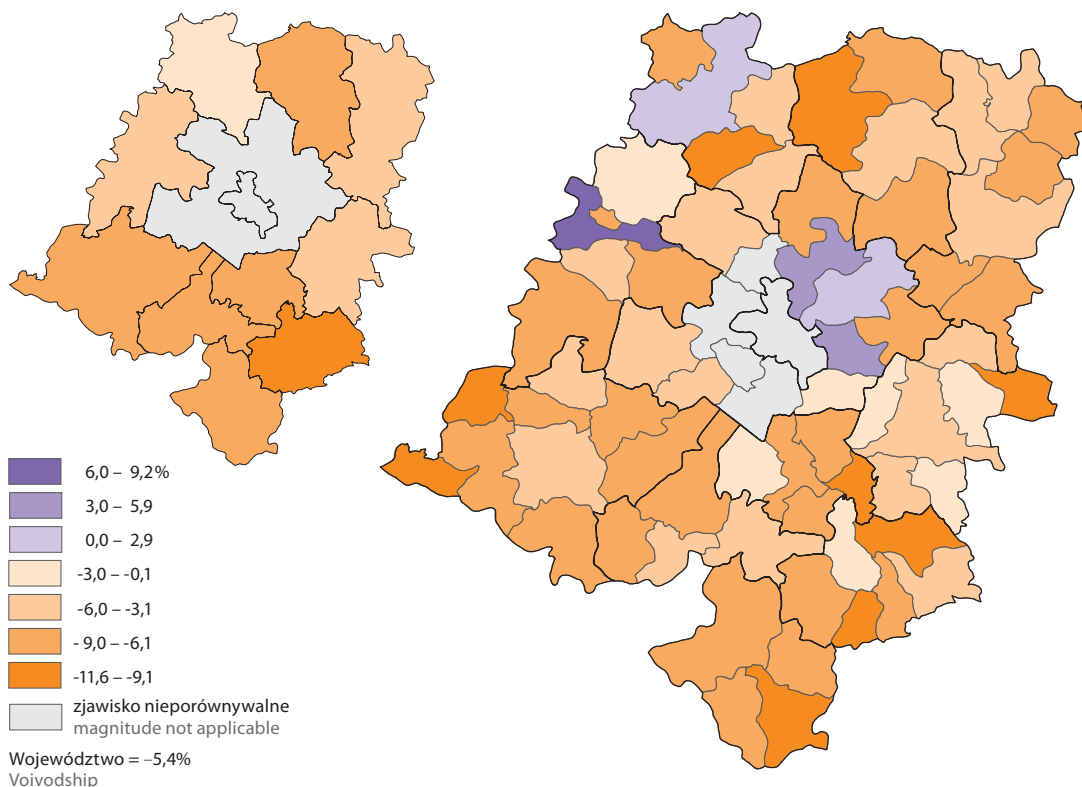 6,0 – 9,2%
3,0 – 5,9
0,0 – 2,9
-3,0 – -0,1
-6,0 – -3,1
- 9,0 – -6,1
-11,6 – -9,1
zjawisko nieporównywalne
magnitude not applicable
Województwo = –5,4%
Voivodship